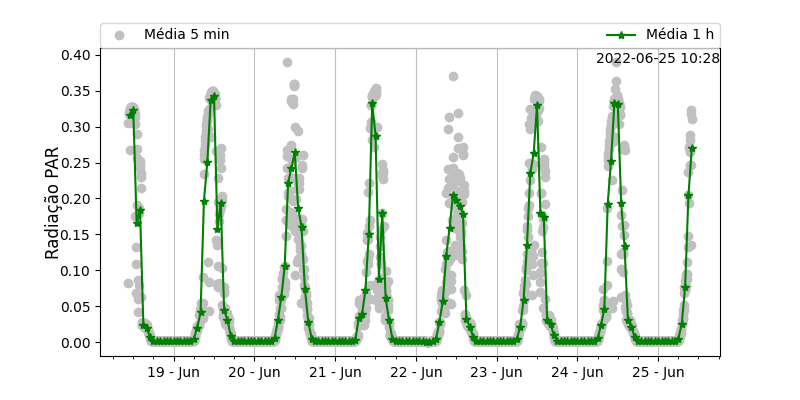 Média 5 min
Média 1 h
2022-06-25 10:28
Radiação PAR
0.40
0.35
0.30
0.25
0.20
0.15
0.10
0.05
0.00
19 - Jun
20 - Jun
21 - Jun
22 - Jun
23 - Jun
24 - Jun
25 - Jun